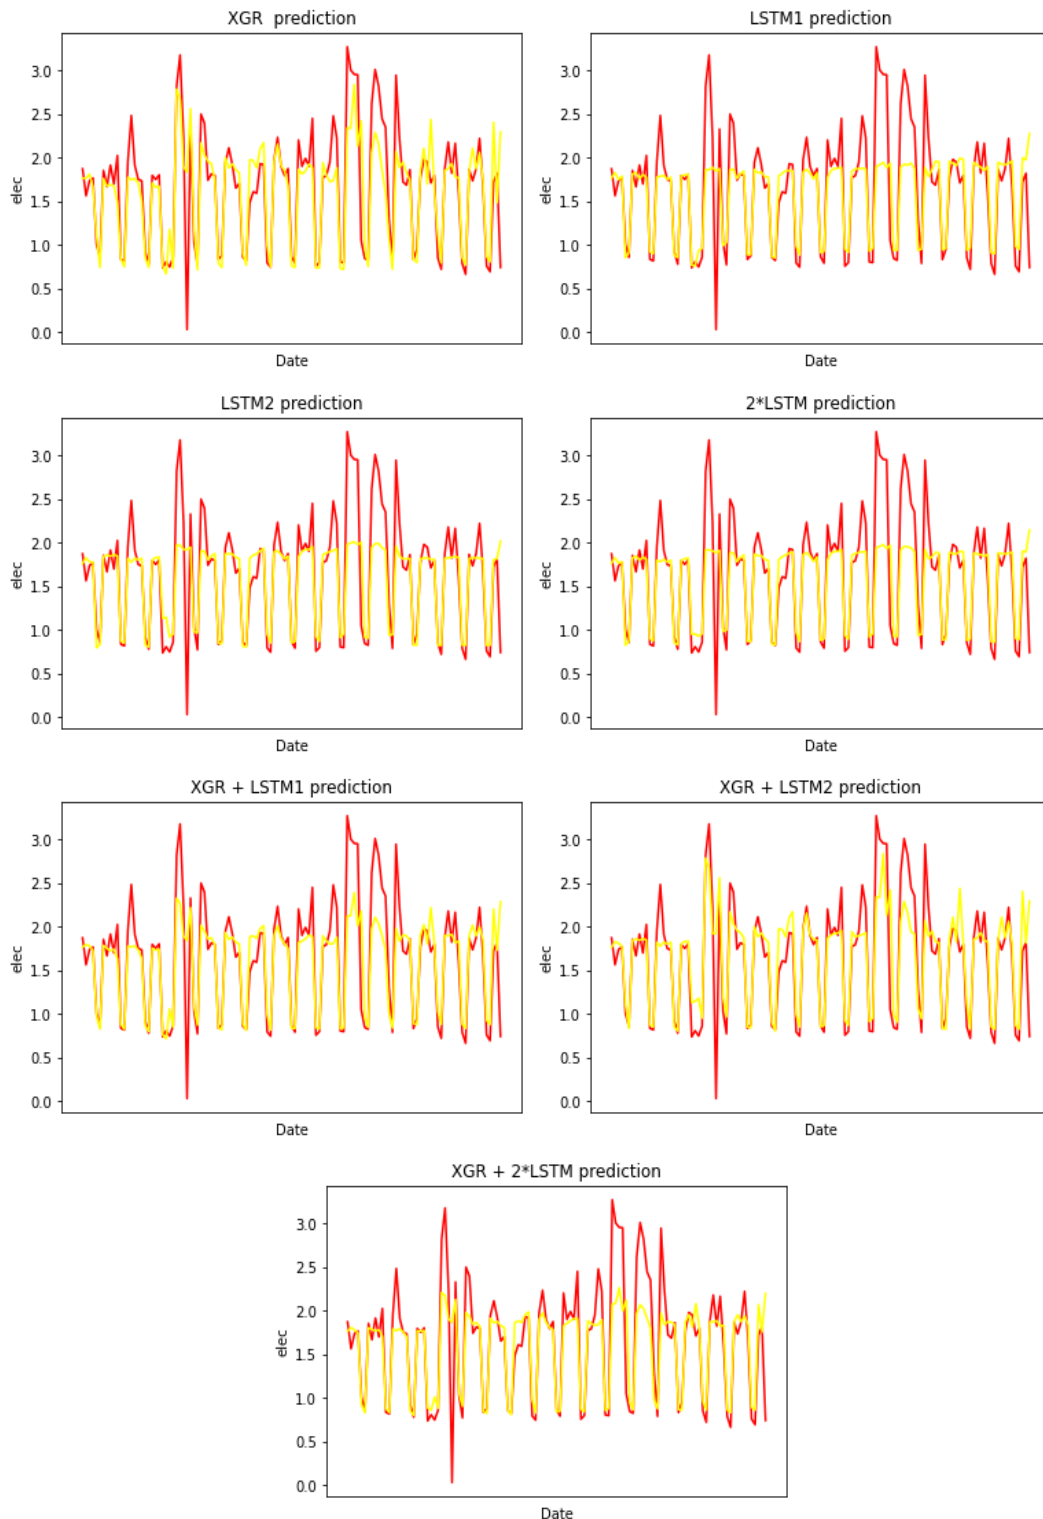 XGR prediction
3.0
2.5
2.0
1.5
1.0
0.5
0.0
elec
Date
LSTM1 prediction
3.0
2.5
2.0
1.5
1.0
0.5
0.0
elec
Date
LSTM2 prediction
3.0
2.5
2.0
1.5
1.0
0.5
0.0
elec
Date
2*LSTM prediction
3.0
2.5
2.0
1.5
1.0
0.5
0.0
elec
Date
XGR + LSTM1 prediction
3.0
2.5
2.0
1.5
1.0
0.5
0.0
elec
Date
XGR + LSTM2 prediction
3.0
2.5
2.0
1.5
1.0
0.5
0.0
elec
Date
XGR + 2*LSTM prediction
3.0
2.5
2.0
1.5
1.0
0.5
0.0
elec
Date